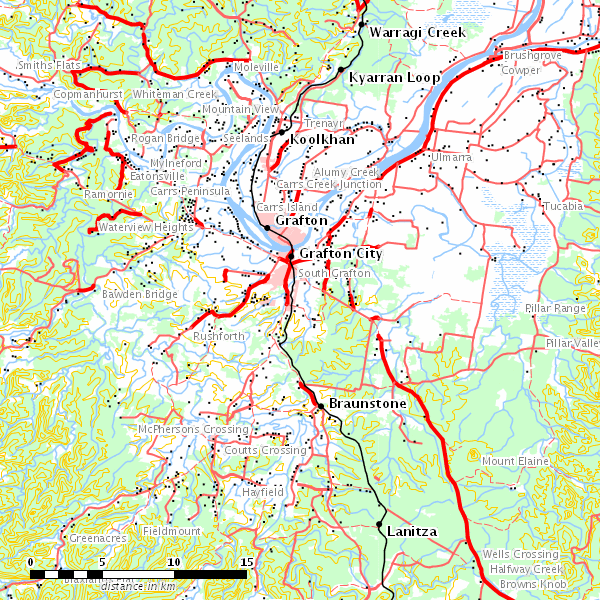 Warragi Creek
Brushgrove
Cowper
Smiths Flats
Moleville
Kyarran Loop
Copmanhurst
Whiteman Creek
Mountain View
Trenayr
Rogan Bridge
Seelands
Koolkhan
Ulmarra
Mylneford
Eatonsville
Alumy Creek
Carrs Creek Junction
Ramornie
Carrs Peninsula
Carrs Island
Tucabia
Grafton
Waterview Heights
Grafton City
South Grafton
Bawden Bridge
Pillar Range
Rushforth
Pillar Valley
Braunstone
McPhersons Crossing
Coutts Crossing
Mount Elaine
Hayfield
Fieldmount
Lanitza
Greenacres
Wells Crossing
Halfway Creek
Browns Knob
0 5 10 15
distance in km